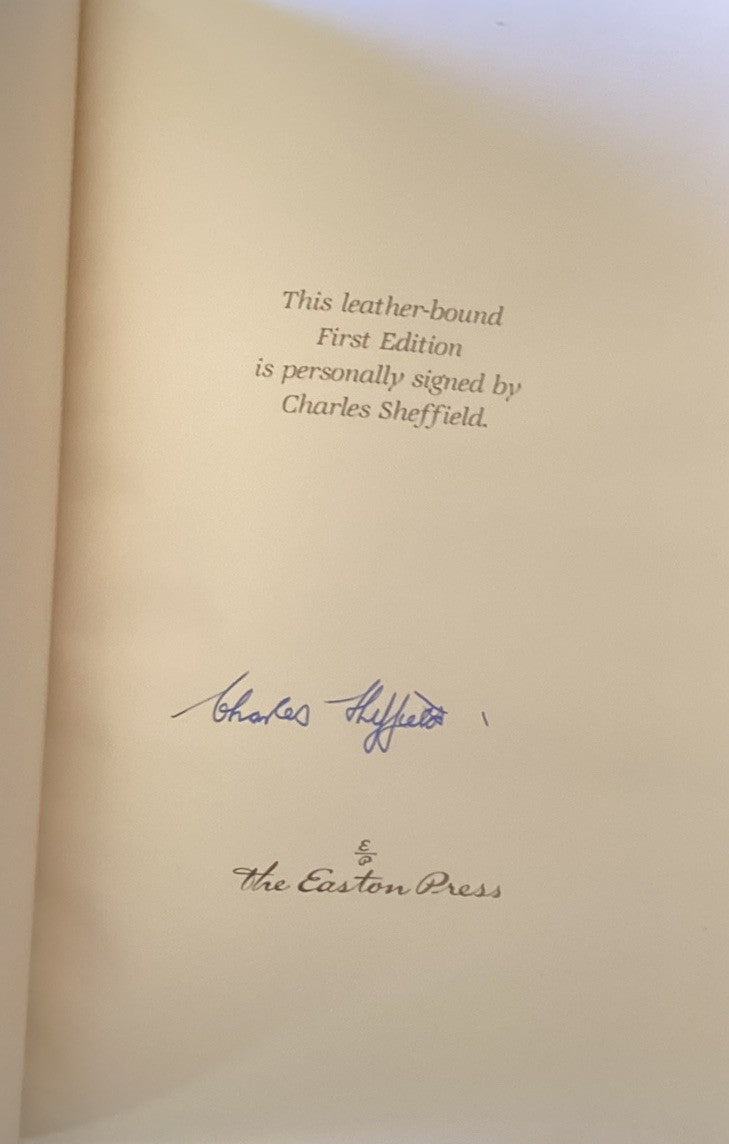 This leather-bound
First Edition
is personally signed by
Charles Sheffield.
Charles Sheffield
E
P
the Easton Press